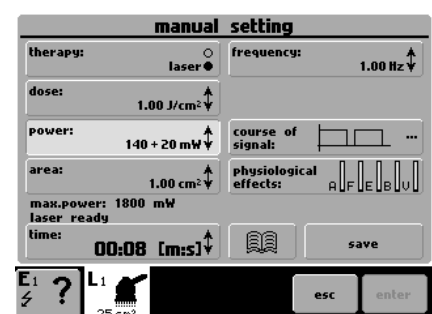 manual setting
therapy:
laser
frequency:
1.00 Hz
dose:
1.00 J/cm²
power:
140 + 20 mW
course of
signal:
...
area:
1.00 cm²
physiological
effects:
A F E B U
max.power: 1800 mW
laser ready
time:
00:08 [m:s]
save
E1
?
L1
25 cm²
esc
enter